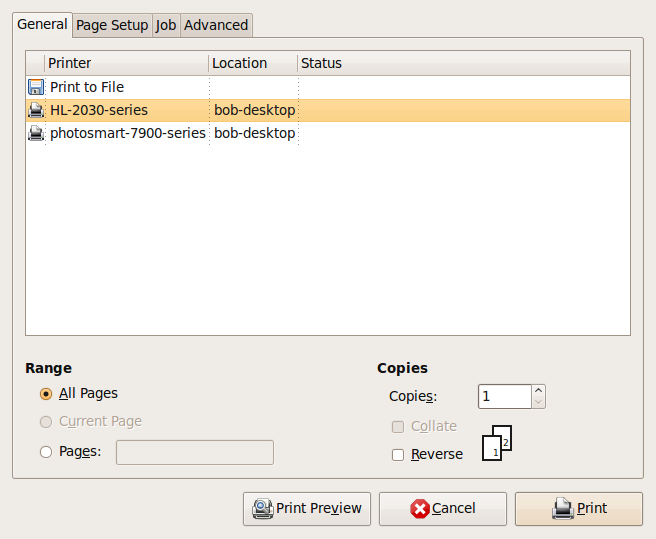 General Page Setup Job Advanced
Printer Location Status
Print to File
HL-2030-series bob-desktop
photosmart-7900-series bob-desktop
Range Copies
All Pages Copies: 1
Current Page Collate
Pages: Reverse 1 2
Print Preview Cancel Print